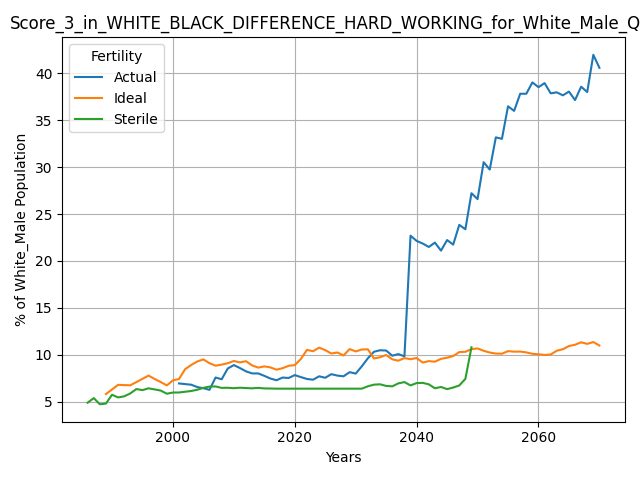 Score_3_in_WHITE_BLACK_DIFFERENCE_HARD_WORKING_for_White_Male_Q
Fertility
Actual
Ideal
Sterile
% of White_Male Population
40
35
30
25
20
15
10
5
2000 2020 2040 2060
Years